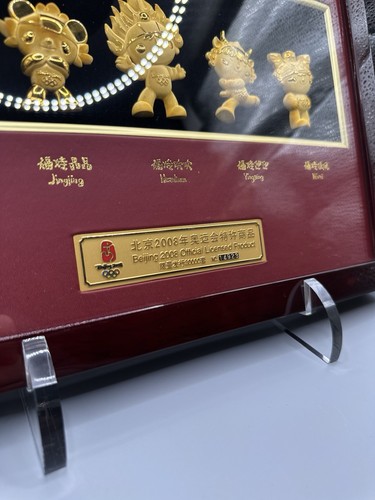 福娃晶晶
Jingjing
福娃欢欢
Huanhuan
福娃迎迎
Yingying
福娃妮妮
Nini
北京2008年奥运会特许商品
Beijing 2008 Official Licensed Product
Beijing 2008